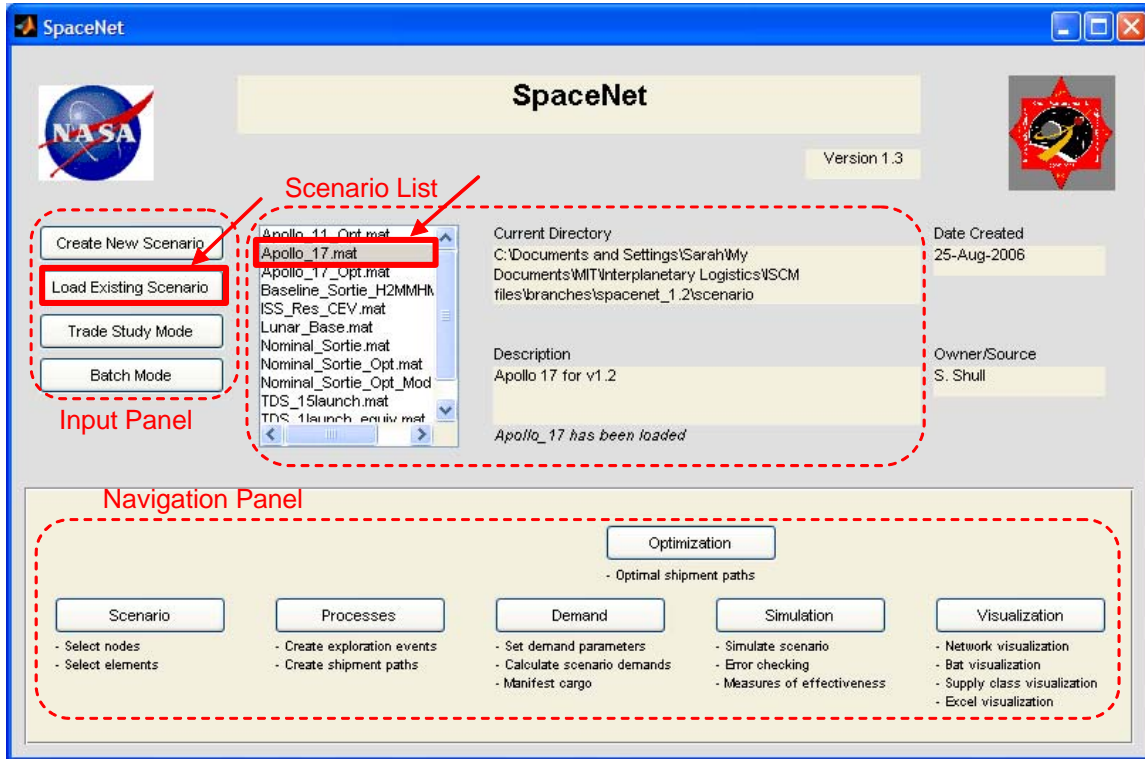 SpaceNet
NASA
SpaceNet
Version 1.3
Scenario List
Create New Scenario
Load Existing Scenario
Trade Study Mode
Batch Mode
Input Panel
Apollo_11_Opt.mat
Apollo_17.mat
Apollo_17_Opt.mat
Baseline_Sortie_H2MMHM
ISS_Res_CEV.mat
Lunar_Base.mat
Nominal_Sortie.mat
Nominal_Sortie_Opt.mat
Nominal_Sortie_Opt_Mod
TDS_15launch.mat
TDS_1launch_equiv.mat
Current Directory
C:\Documents and Settings\Sarah\My
Documents\MIT\Interplanetary Logistics\ISCM
files\branches\spacenet_1.2\scenario
Description
Apollo 17 for v1.2
Apollo_17 has been loaded
Date Created
25-Aug-2006
Owner/Source
S. Shull
Navigation Panel
Optimization
- Optimal shipment paths
Scenario
- Select nodes
- Select elements
Processes
- Create exploration events
- Create shipment paths
Demand
- Set demand parameters
- Calculate scenario demands
- Manifest cargo
Simulation
- Simulate scenario
- Error checking
- Measures of effectiveness
Visualization
- Network visualization
- Bat visualization
- Supply class visualization
- Excel visualization